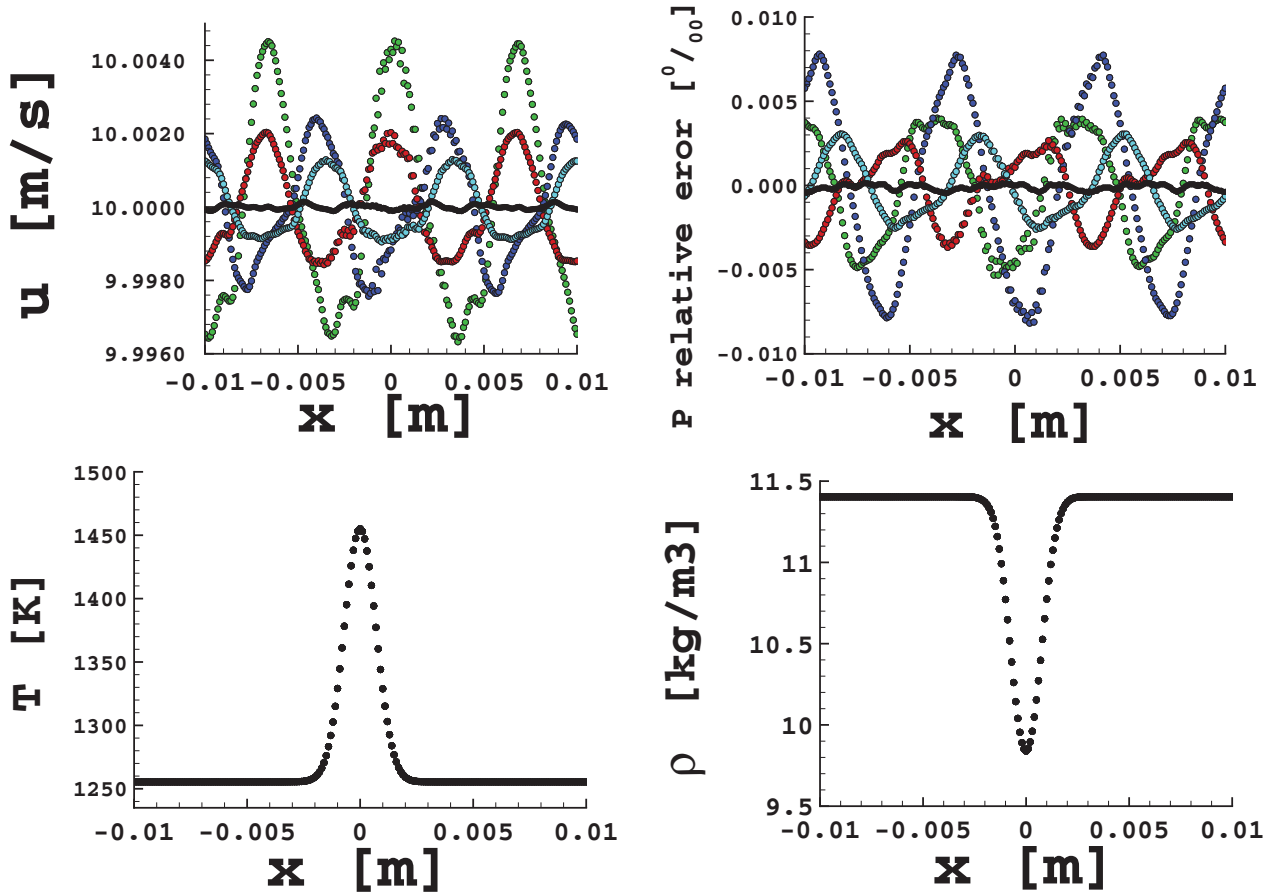 u [m/s]
10.0040
10.0020
10.0000
9.9980
9.9960
-0.01 -0.005 0 0.005 0.01
x [m]
P relative error [⁰/₀₀]
0.010
0.005
0.000
-0.005
-0.010
-0.01 -0.005 0 0.005 0.01
x [m]
T [K]
1500
1450
1400
1350
1300
1250
-0.01 -0.005 0 0.005 0.01
x [m]
ρ [kg/m3]
11.5
11
10.5
10
9.5
-0.01 -0.005 0 0.005 0.01
x [m]